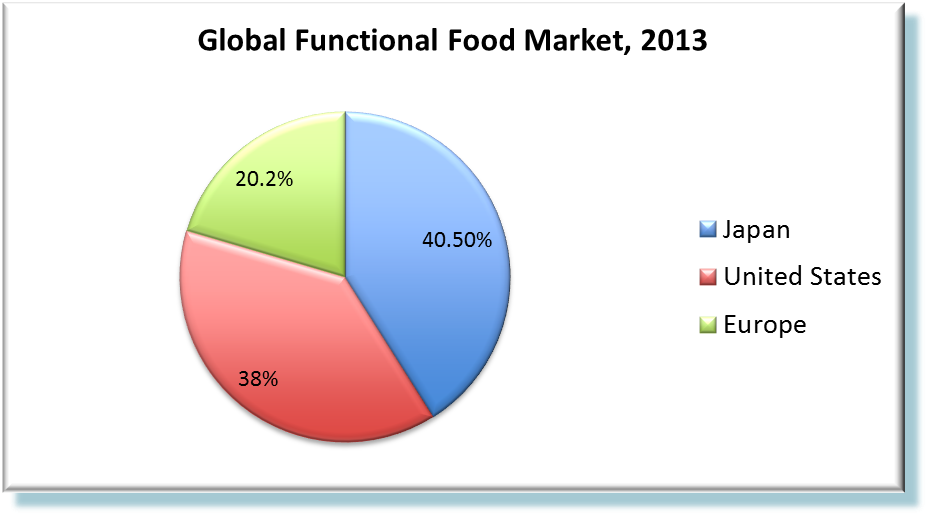 Global Functional Food Market, 2013
20.2%
40.50%
38%
Japan
United States
Europe